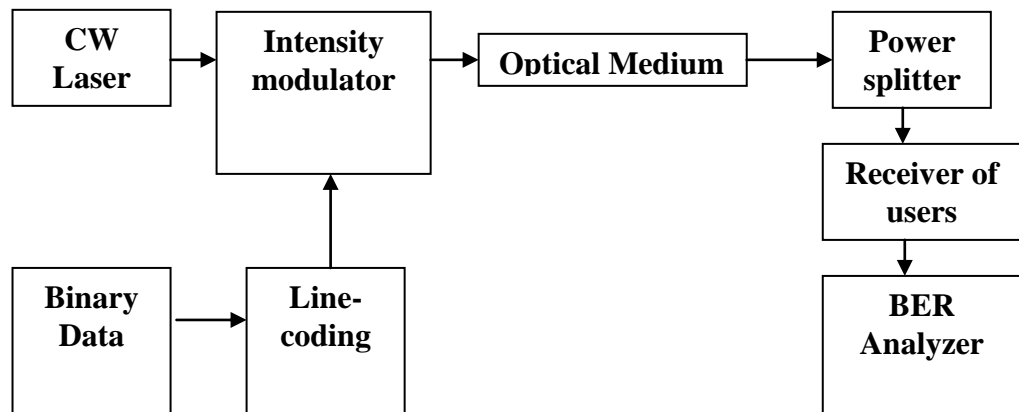 CW
Laser
Intensity
modulator
Optical Medium
Power
splitter
Receiver of
users
Binary
Data
Line-
coding
BER
Analyzer